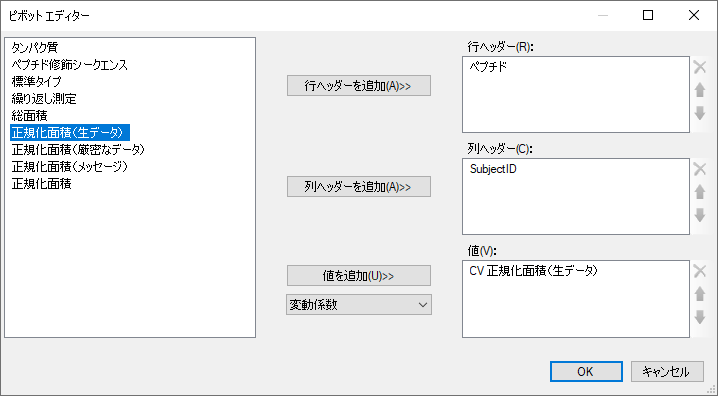 ピボット エディター
タンパク質
ペプチド修飾シークエンス
標準タイプ
繰り返し測定
総面積
正規化面積(生データ)
正規化面積(厳密なデータ)
正規化面積(メッセージ)
正規化面積
行ヘッダーを追加(A)>>
列ヘッダーを追加(A)>>
値を追加(U)>>
変動係数
行ヘッダー(R):
ペプチド
列ヘッダー(C):
SubjectID
値(V):
CV 正規化面積(生データ)
OK
キャンセル